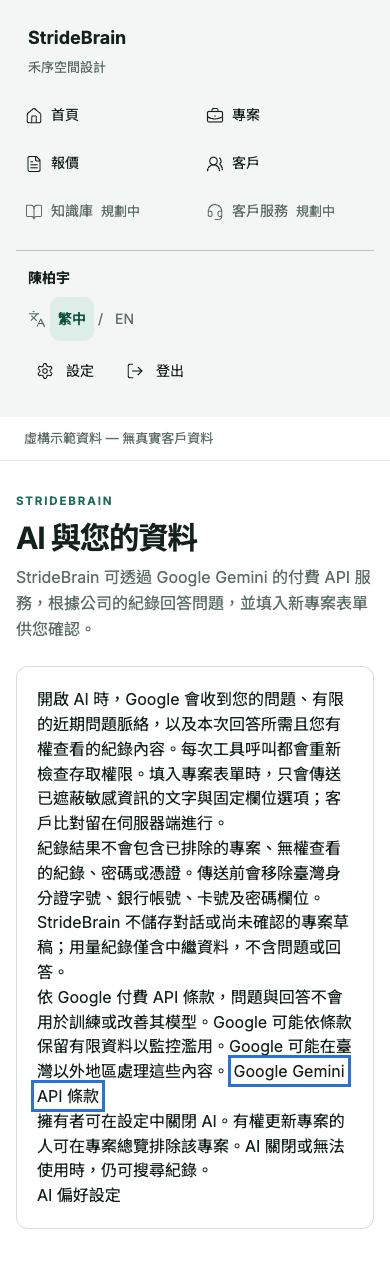 StrideBrain
禾序空間設計
首頁
專案
報價
客戶
知識庫 規劃中
客戶服務 規劃中
陳柏宇
繁中 / EN
設定
登出
虛構示範資料 — 無真實客戶資料
STRIDEBRAIN
AI 與您的資料
StrideBrain 可透過 Google Gemini 的付費 API 服
務，根據公司的紀錄回答問題，並填入新專案表單
供您確認。
開啟 AI 時，Google 會收到您的問題、有限
的近期問題脈絡，以及本次回答所需且您有
權查看的紀錄內容。每次工具呼叫都會重新
檢查存取權限。填入專案表單時，只會傳送
已遮蔽敏感資訊的文字與固定欄位選項；客
戶比對留在伺服器端進行。
紀錄結果不會包含已排除的專案、無權查看
的紀錄、密碼或憑證。傳送前會移除臺灣身
分證字號、銀行帳號、卡號及密碼欄位。
StrideBrain 不儲存對話或尚未確認的專案草
稿；用量紀錄僅含中繼資料，不含問題或回
答。
依 Google 付費 API 條款，問題與回答不會
用於訓練或改善其模型。Google 可能依條款
保留有限資料以監控濫用。Google 可能在臺
灣以外地區處理這些內容。Google Gemini
API 條款
擁有者可在設定中關閉 AI。有權更新專案的
人可在專案總覽排除該專案。AI 關閉或無法
使用時，仍可搜尋紀錄。
AI 偏好設定